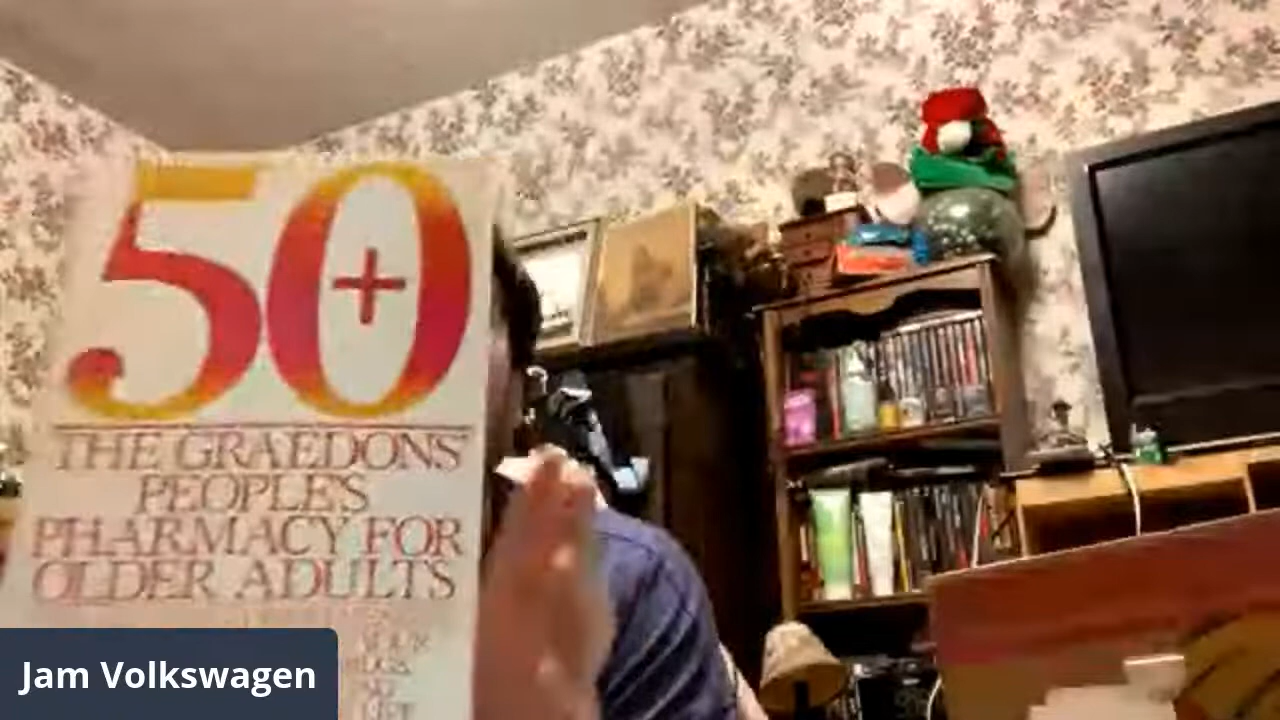 50
+
THE GRAEDONS'
PEOPLE'S
PHARMACY FOR
OLDER ADULTS
Jam Volkswagen